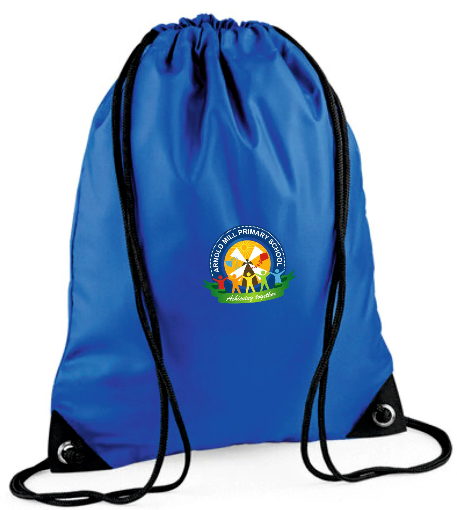 ARNOLD MILL PRIMARY SCHOOL
Achieving together